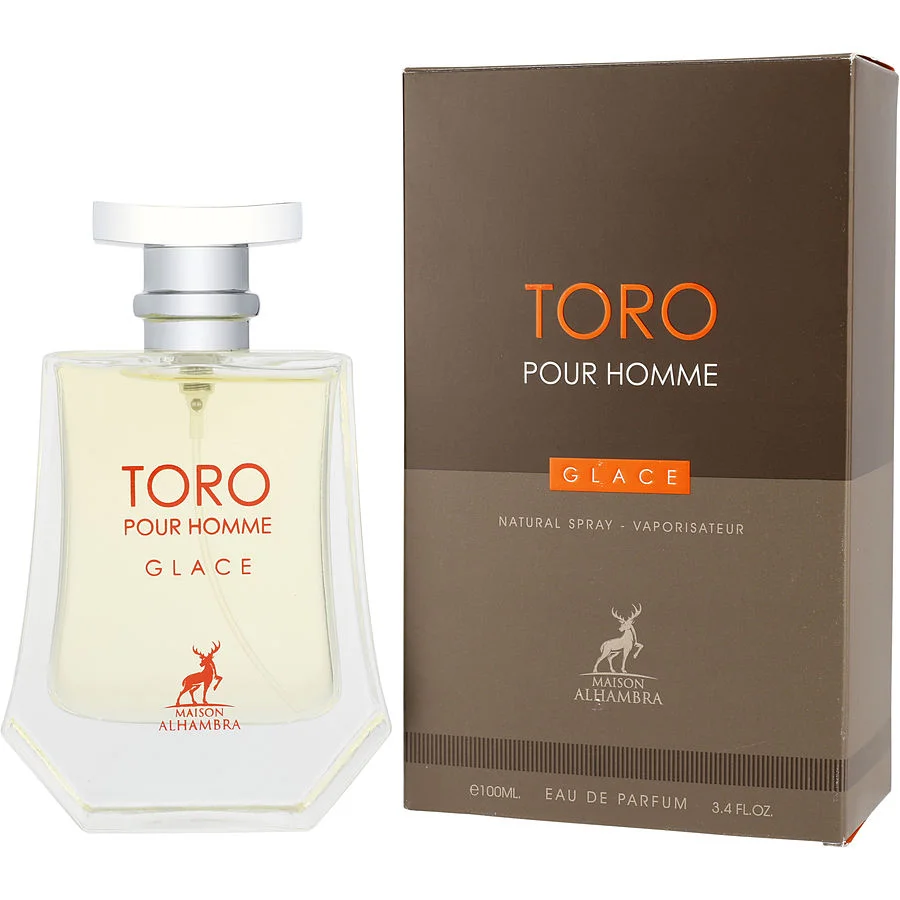 TORO
POUR HOMME
GLACE
MAISON
ALHAMBRA
TORO
POUR HOMME
GLACE
NATURAL SPRAY - VAPORISATEUR
MAISON
ALHAMBRA
℮100ML. EAU DE PARFUM 3.4 FL.OZ.